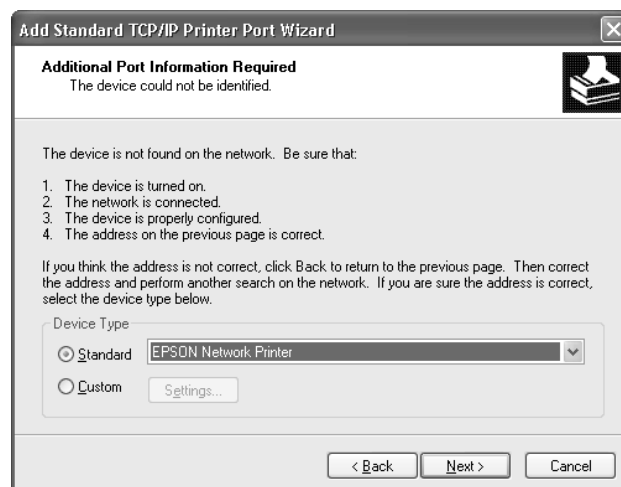 Add Standard TCP/IP Printer Port Wizard
Additional Port Information Required
The device could not be identified.
The device is not found on the network. Be sure that:
1. The device is turned on.
2. The network is connected.
3. The device is properly configured.
4. The address on the previous page is correct.
If you think the address is not correct, click Back to return to the previous page. Then correct
the address and perform another search on the network. If you are sure the address is correct,
select the device type below.
Device Type
Standard EPSON Network Printer
Custom Settings...
< Back Next > Cancel